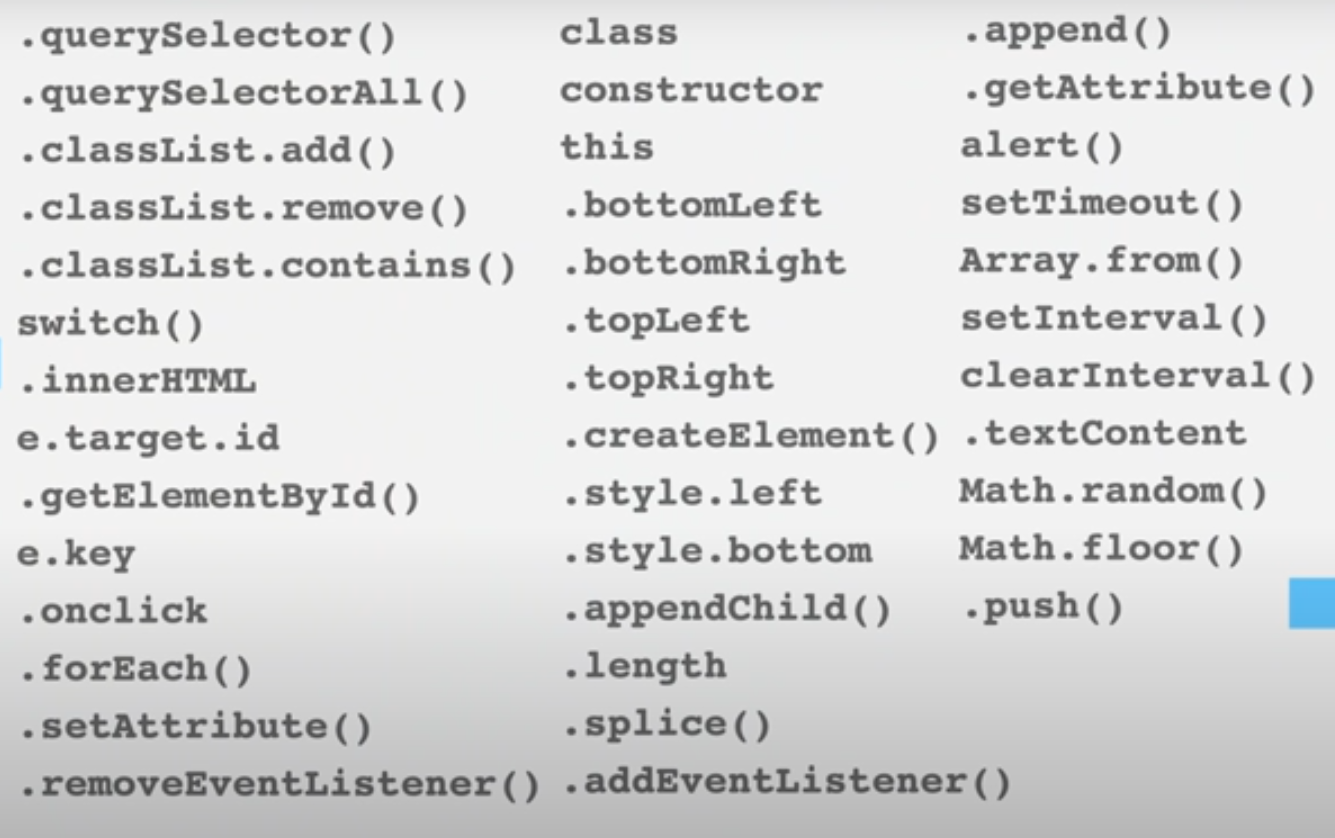 .querySelector()
.querySelectorAll()
.classList.add()
.classList.remove()
.classList.contains()
switch()
.innerHTML
e.target.id
.getElementById()
e.key
.onclick
.forEach()
.setAttribute()
.removeEventListener()
class
constructor
this
.bottomLeft
.bottomRight
.topLeft
.topRight
.createElement()
.style.left
.style.bottom
.appendChild()
.length
.splice()
.addEventListener()
.append()
.getAttribute()
alert()
setTimeout()
Array.from()
setInterval()
clearInterval()
.textContent
Math.random()
Math.floor()
.push()